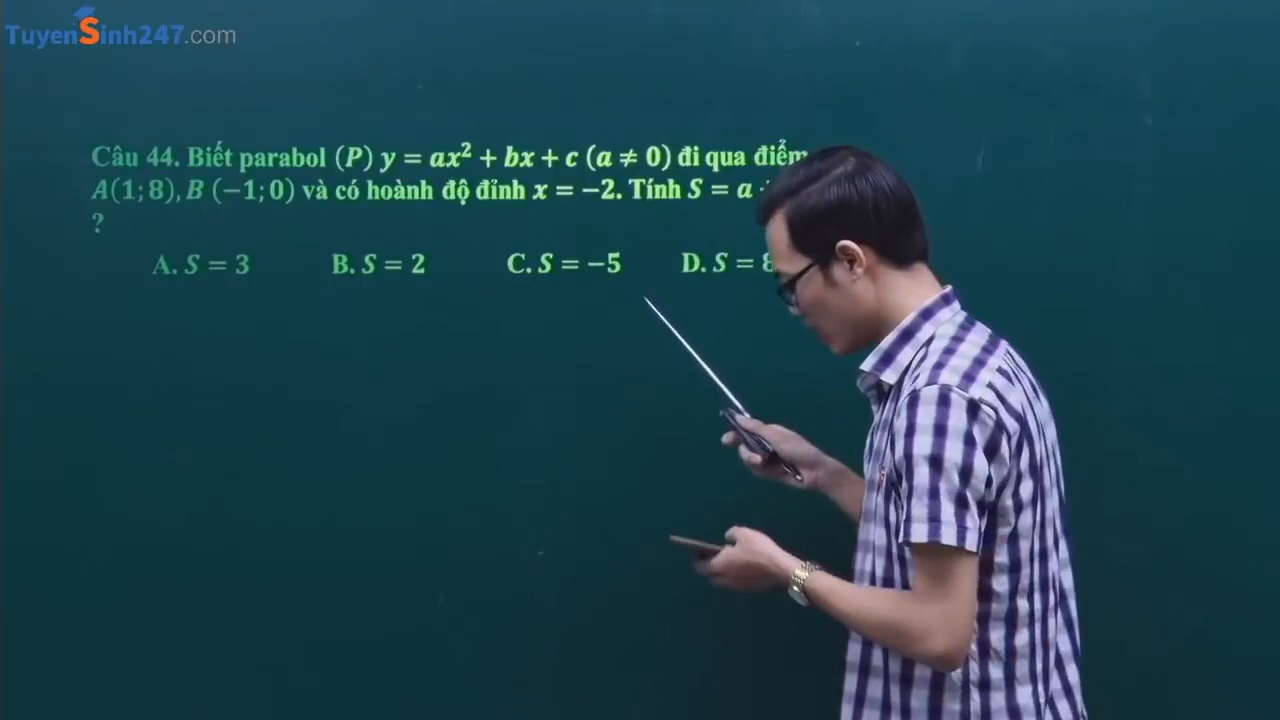 TuyenSinh247.com
Câu 44. Biết parabol (P) y = ax² + bx + c (a ≠ 0) đi qua điểm
A(1; 8), B (−1; 0) và có hoành độ đỉnh x = −2. Tính S = a
?
A. S = 3 B. S = 2 C. S = −5 D. S =